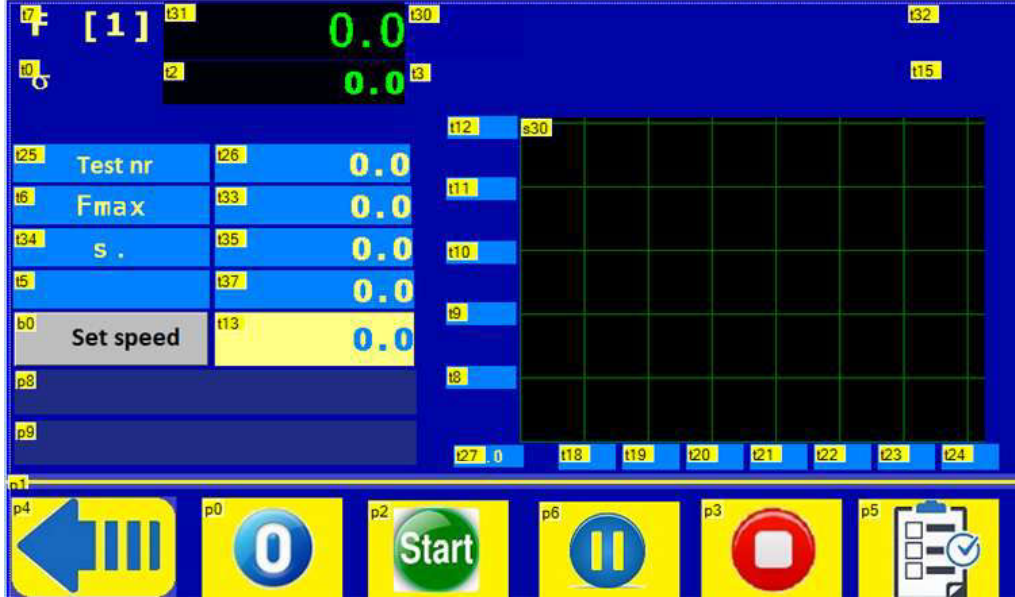 t7 F [1] t31 0.0 t30 t32
t0 σ t2 0.0 t3 t15
t12 s30
t25 Test nr t26 0.0
t11
t6 Fmax t33 0.0
t34 s . t35 0.0 t10
t5 t37 0.0
t9
b0 Set speed t13 0.0
p8 t8
p9
t27 .0 t18 t19 t20 t21 t22 t23 t24
p1
p4 p0 0 p2 Start p6 p3 p5